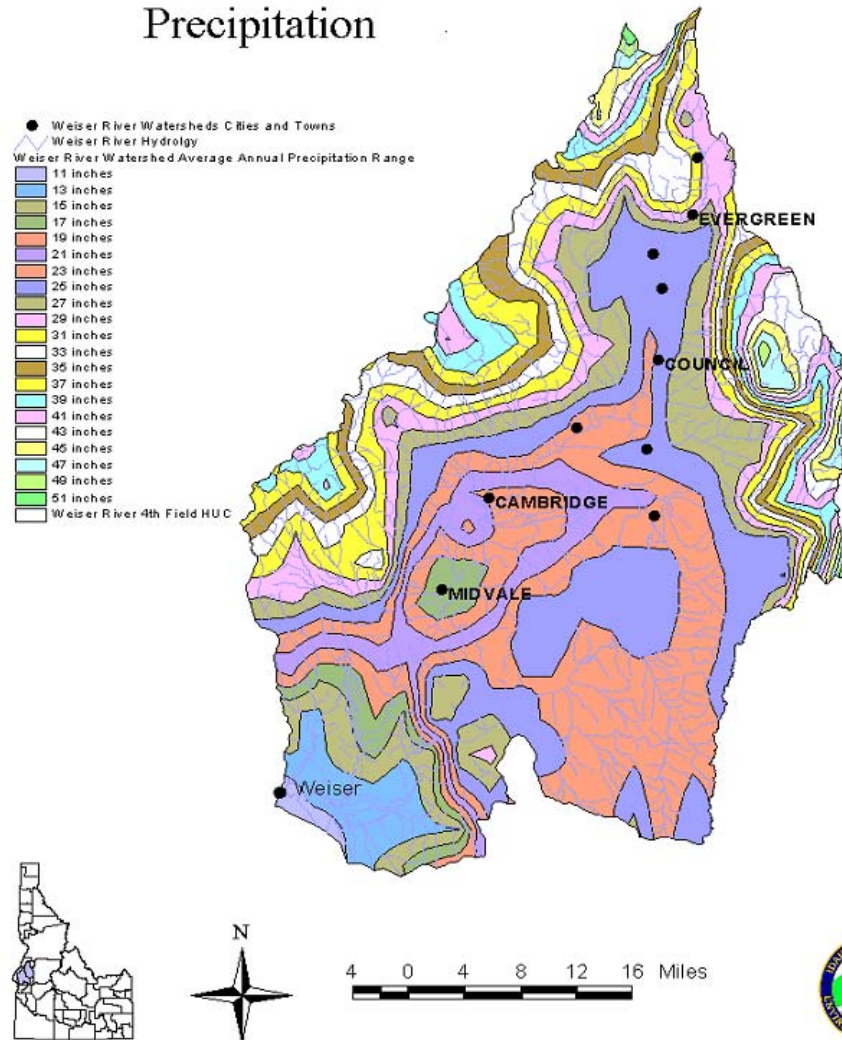 Precipitation
Weiser River Watersheds Cities and Towns
Weiser River Hydrolgy
Weiser River Watershed Average Annual Precipitation Range
11 inches
13 inches
15 inches
17 inches
19 inches
21 inches
23 inches
25 inches
27 inches
29 inches
31 inches
33 inches
35 inches
37 inches
39 inches
41 inches
43 inches
45 inches
47 inches
49 inches
51 inches
Weiser River 4th Field HUC
EVERGREEN
COUNCIL
CAMBRIDGE
MIDVALE
Weiser
N
4 0 4 8 12 16 Miles